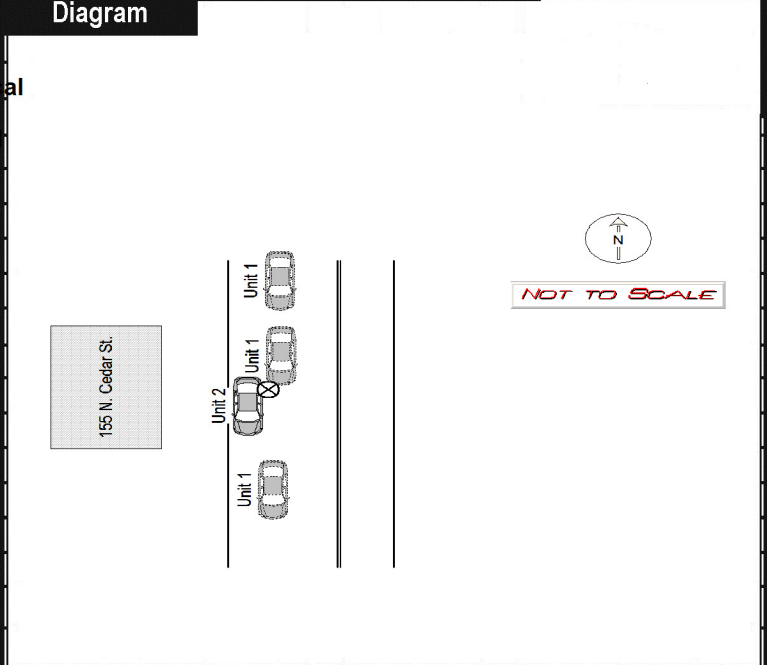 Diagram
al
N
NOT TO SCALE
Unit 1
Unit 1
155 N. Cedar St.
Unit 2
Unit 1